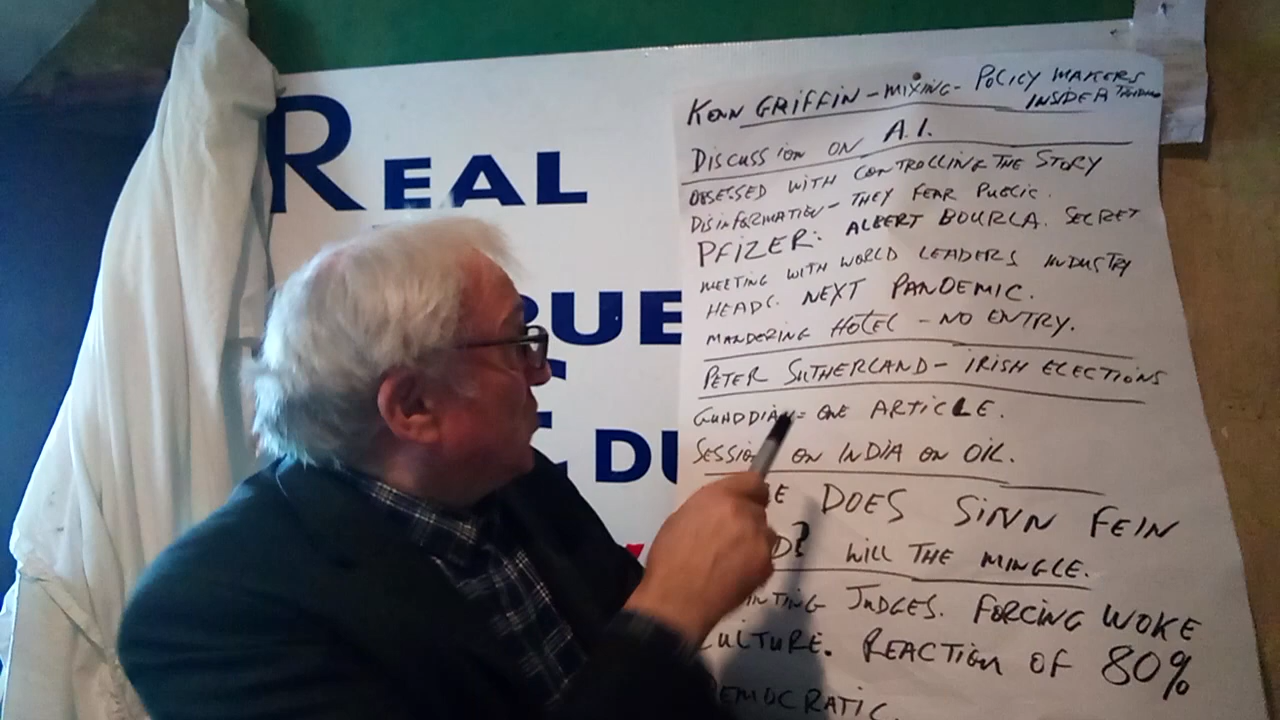 REAL
UE
DU
KEN GRIFFIN - MIXING - POLICY MAKERS
INSIDER
DISCUSSION ON A.I.
OBSESSED WITH CONTROLLING THE STORY
DISINFORMATION - THEY FEAR PUBLIC.
PFIZER: ALBERT BOURLA. SECRET
MEETING WITH WORLD LEADERS INDUSTRY
HEADS. NEXT PANDEMIC.
MANDERING HOTEL - NO ENTRY.
PETER SUTHERLAND - IRISH ELECTIONS
GUARDIAN = ONE ARTICLE.
SESSION ON INDIA ON OIL.
DOES SINN FEIN
? WILL THE MINGLE.
JUDGES. FORCING WOKE
CULTURE. REACTION OF 80%
DEMOCRATIC.